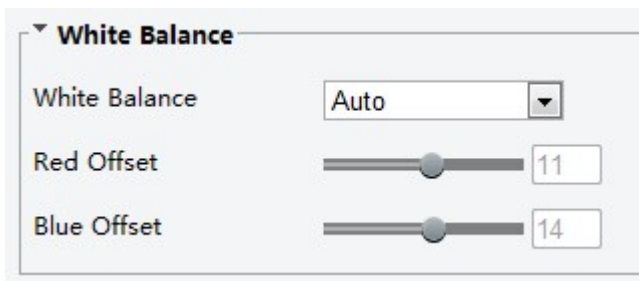 White Balance
White Balance Auto
Red Offset 11
Blue Offset 14